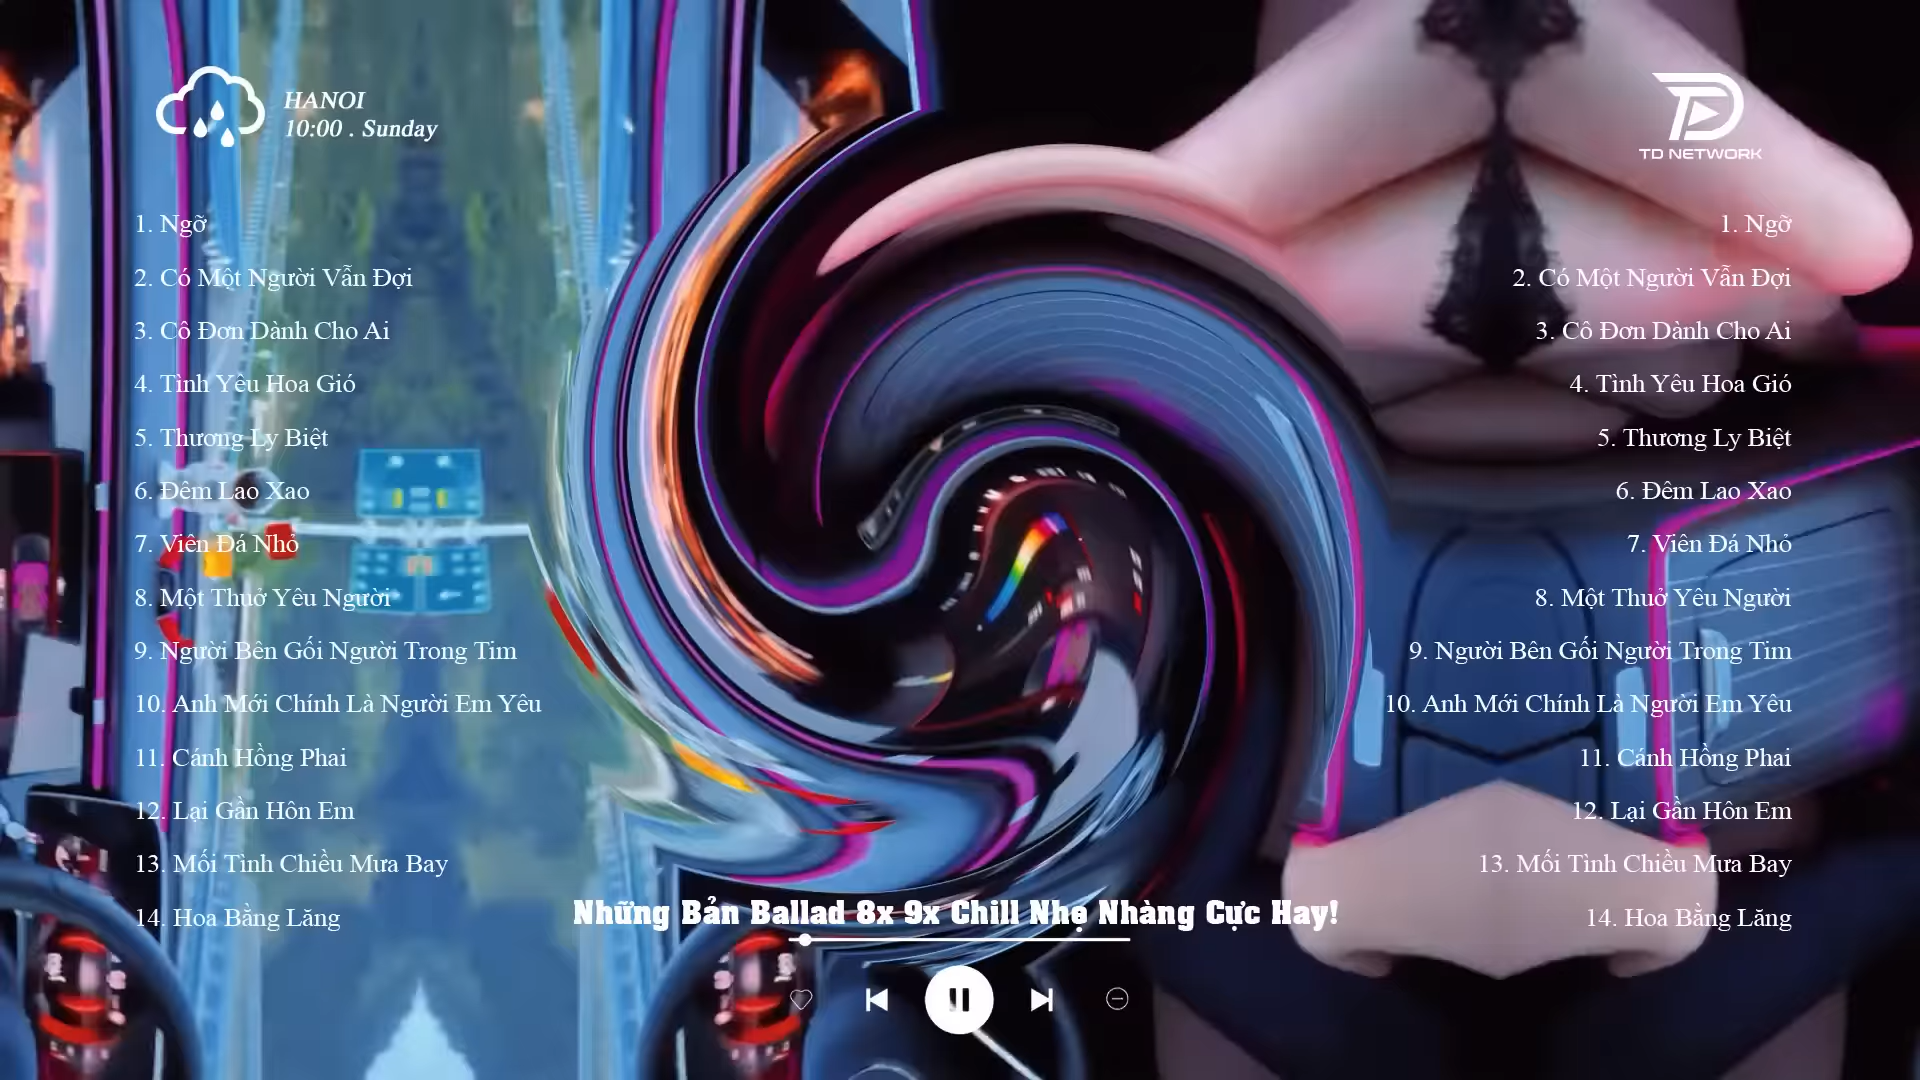 HANOI
10:00 . Sunday
TD NETWORK
1. Ngỡ
2. Có Một Người Vẫn Đợi
3. Cô Đơn Dành Cho Ai
4. Tình Yêu Hoa Gió
5. Thương Ly Biệt
6. Đêm Lao Xao
7. Viên Đá Nhỏ
8. Một Thuở Yêu Người
9. Người Bên Gối Người Trong Tim
10. Anh Mới Chính Là Người Em Yêu
11. Cánh Hồng Phai
12. Lại Gần Hôn Em
13. Mối Tình Chiều Mưa Bay
14. Hoa Bằng Lăng
1. Ngỡ
2. Có Một Người Vẫn Đợi
3. Cô Đơn Dành Cho Ai
4. Tình Yêu Hoa Gió
5. Thương Ly Biệt
6. Đêm Lao Xao
7. Viên Đá Nhỏ
8. Một Thuở Yêu Người
9. Người Bên Gối Người Trong Tim
10. Anh Mới Chính Là Người Em Yêu
11. Cánh Hồng Phai
12. Lại Gần Hôn Em
13. Mối Tình Chiều Mưa Bay
14. Hoa Bằng Lăng
Những Bản Ballad 8x 9x Chill Nhẹ Nhàng Cực Hay!